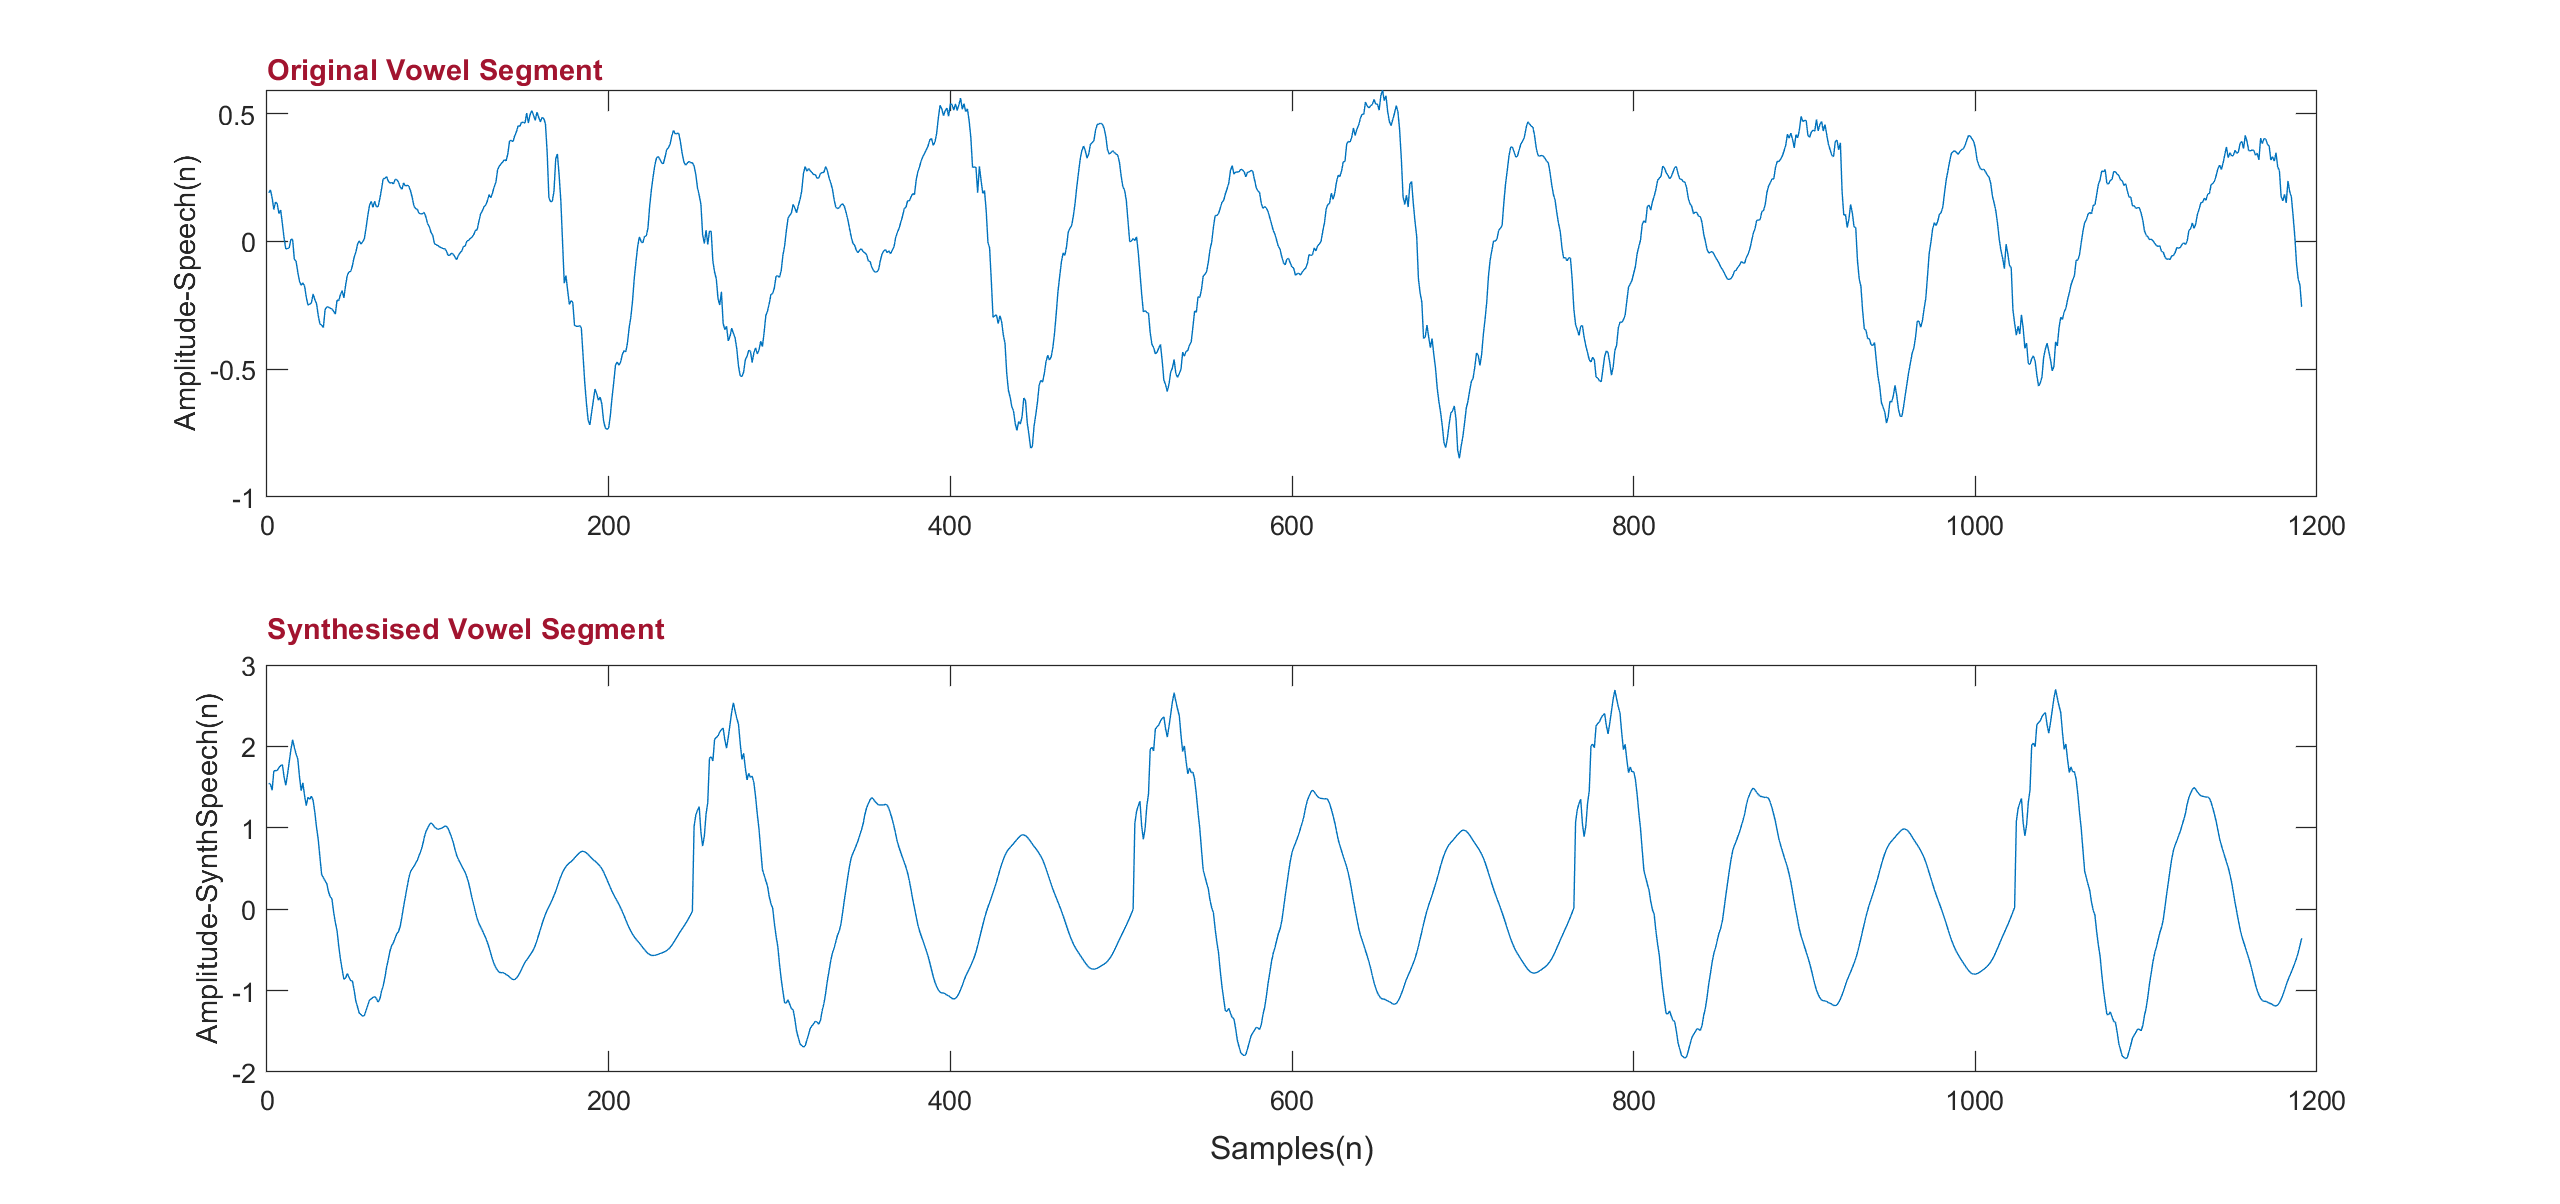 Original Vowel Segment
Amplitude-Speech(n)
0.5
0
-0.5
-1
0 200 400 600 800 1000 1200
Synthesised Vowel Segment
Amplitude-SynthSpeech(n)
3
2
1
0
-1
-2
0 200 400 600 800 1000 1200
Samples(n)